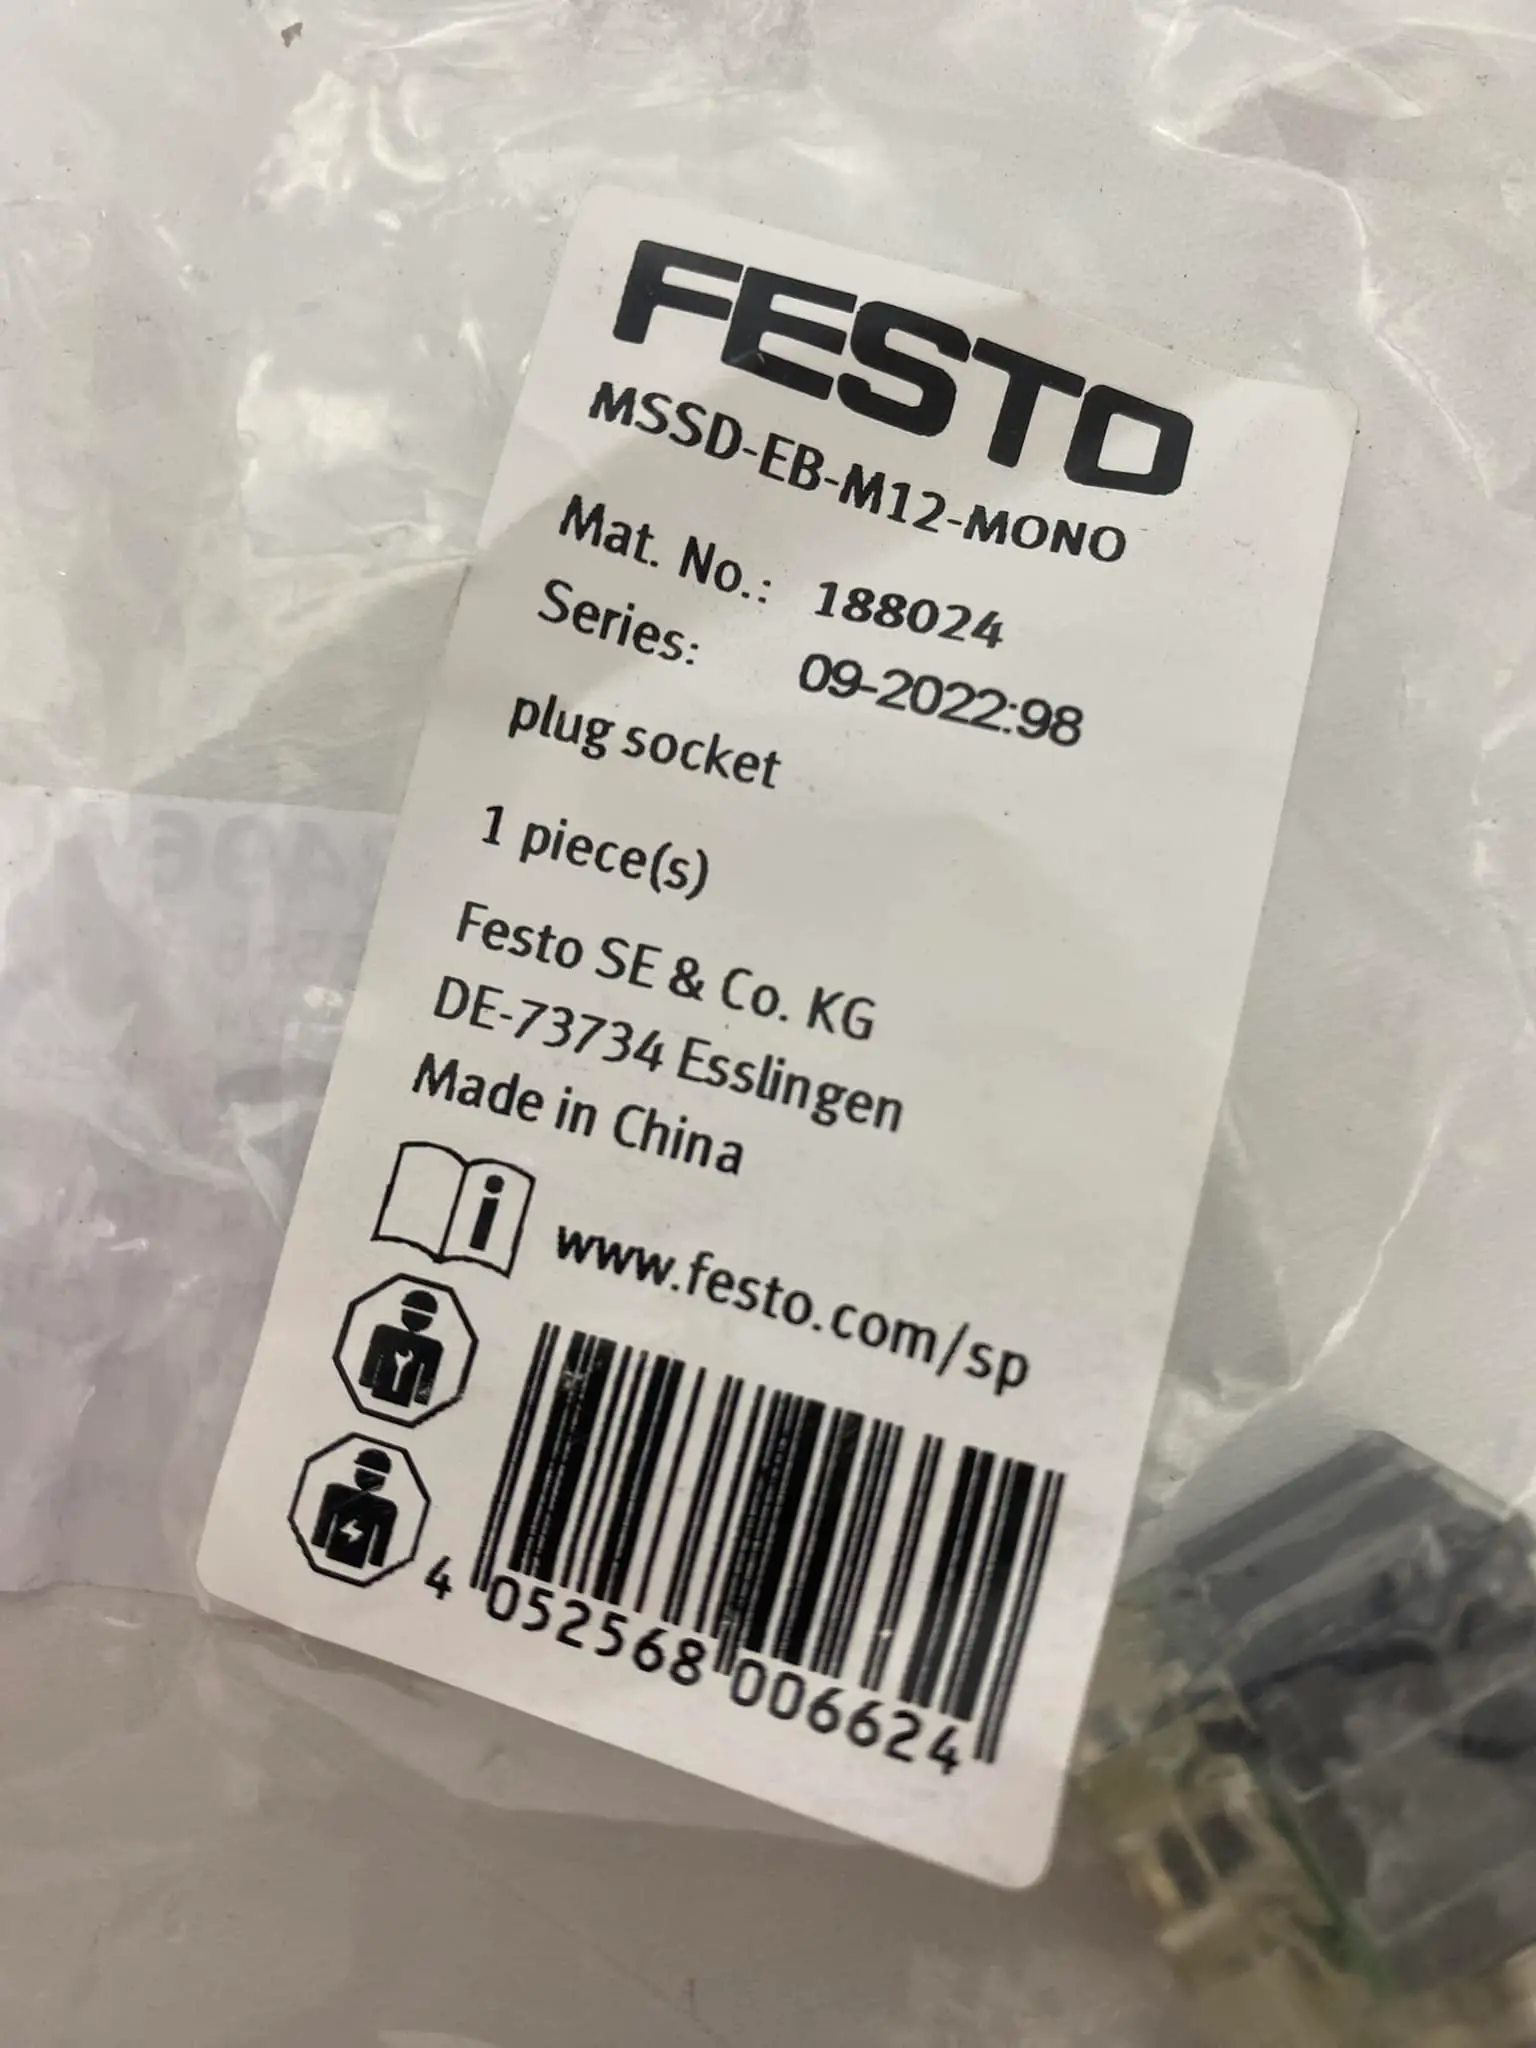 FESTO
MSSD-EB-M12-MONO
Mat. No.: 188024
Series: 09-2022:98
plug socket
1 piece(s)
Festo SE & Co. KG
DE-73734 Esslingen
Made in China
i www.festo.com/sp
4 052568 006624